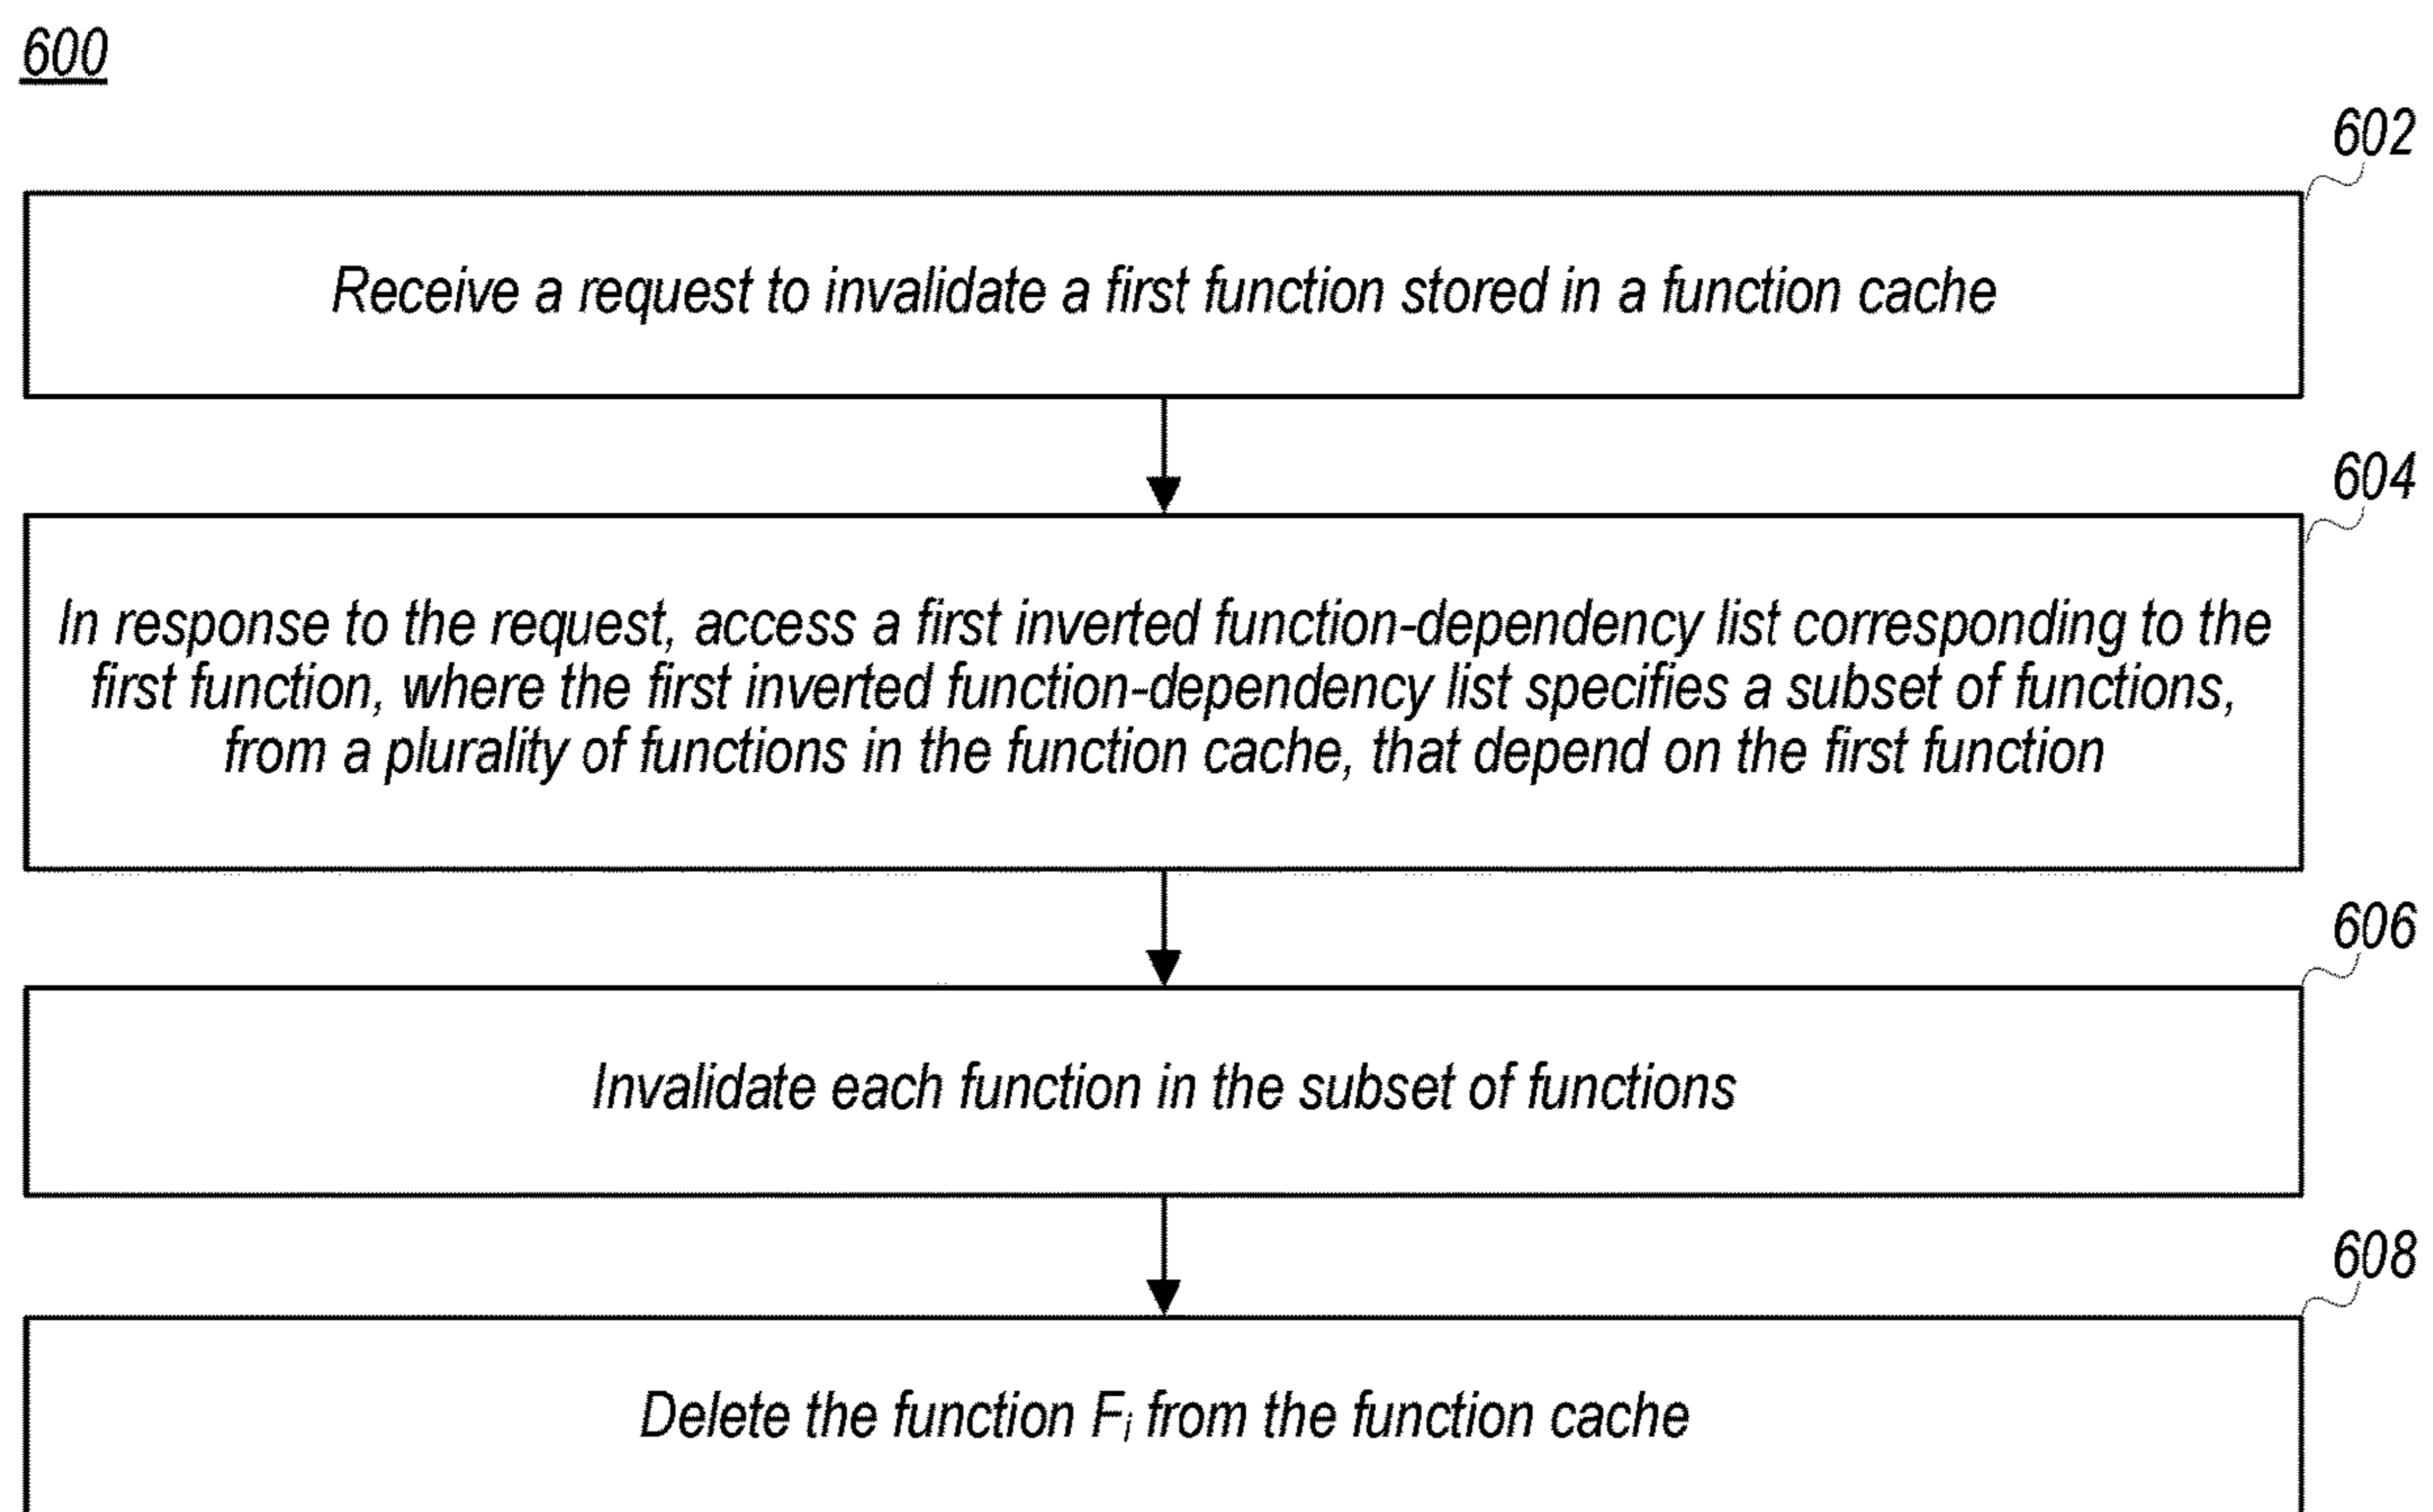 600
602
Receive a request to invalidate a first function stored in a function cache
604
In response to the request, access a first inverted function-dependency list corresponding to the
first function, where the first inverted function-dependency list specifies a subset of functions,
from a plurality of functions in the function cache, that depend on the first function
606
Invalidate each function in the subset of functions
608
Delete the function Fᵢ from the function cache